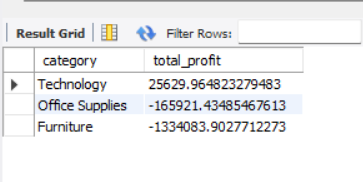 Result Grid Filter Rows:
category total_profit
Technology 25629.964823279483
Office Supplies -165921.43485467613
Furniture -1334083.9027712273